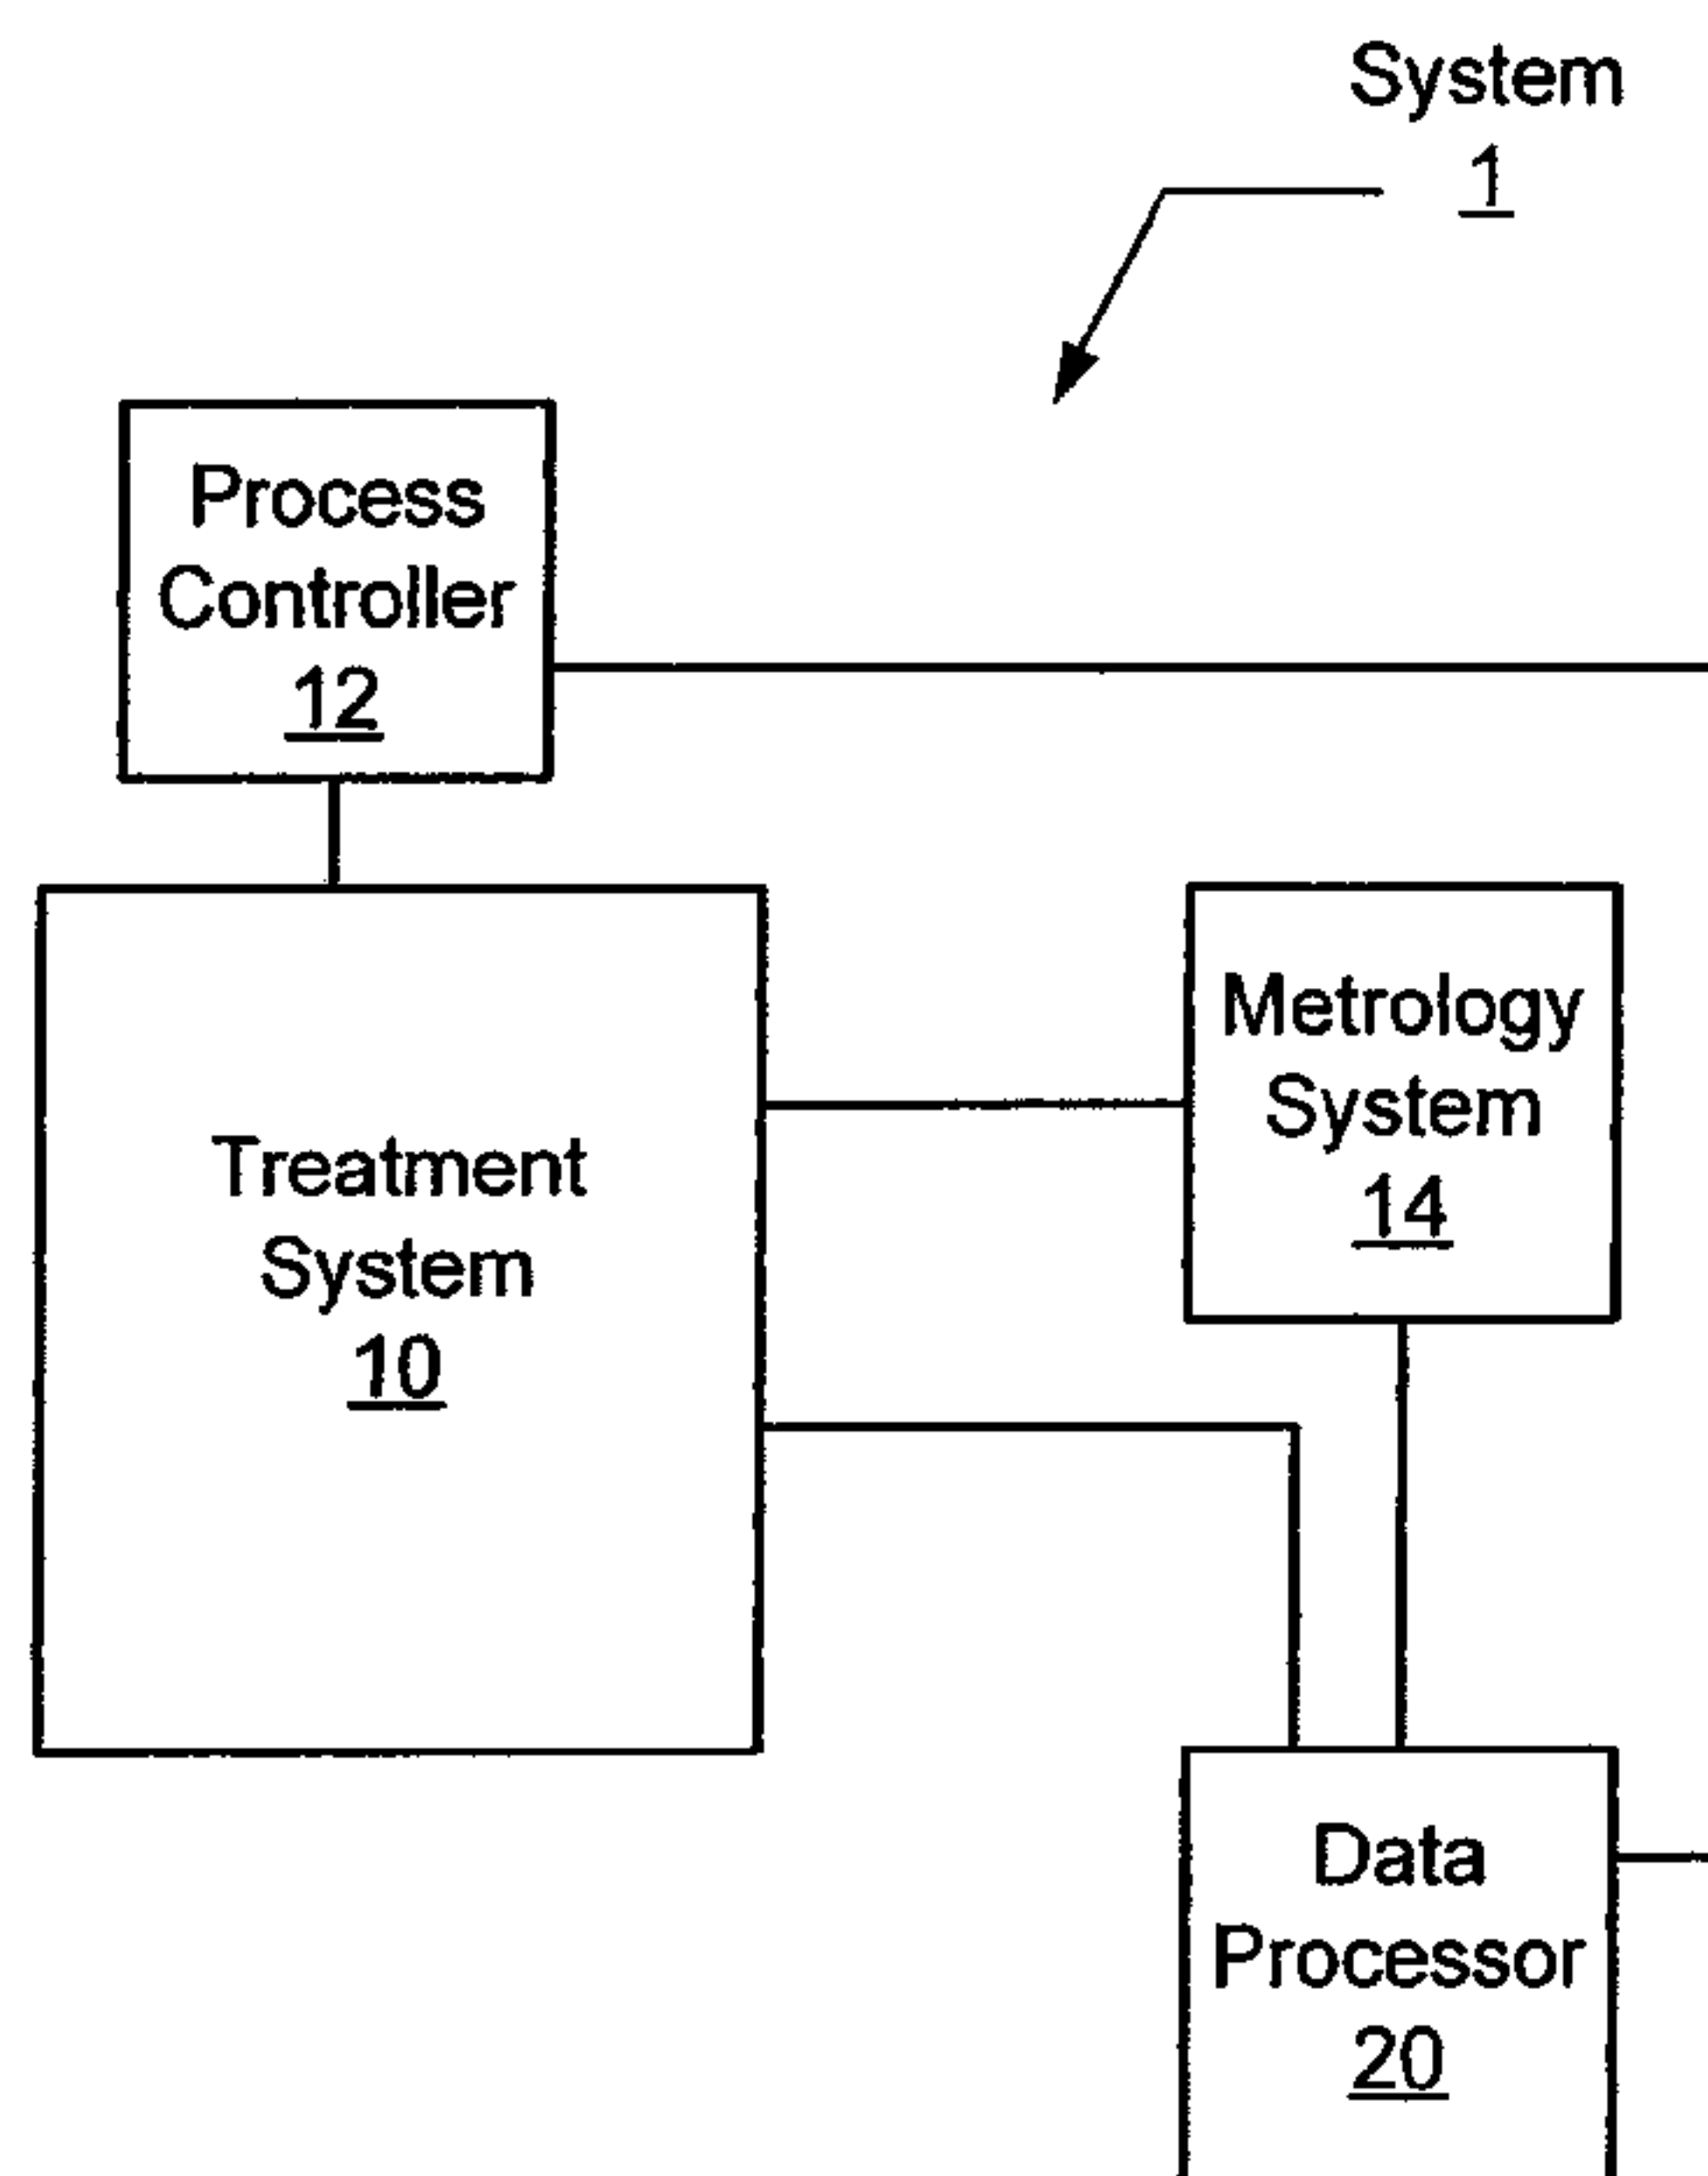 System
1
Process
Controller
12
Metrology
System
14
Treatment
System
10
Data
Processor
20